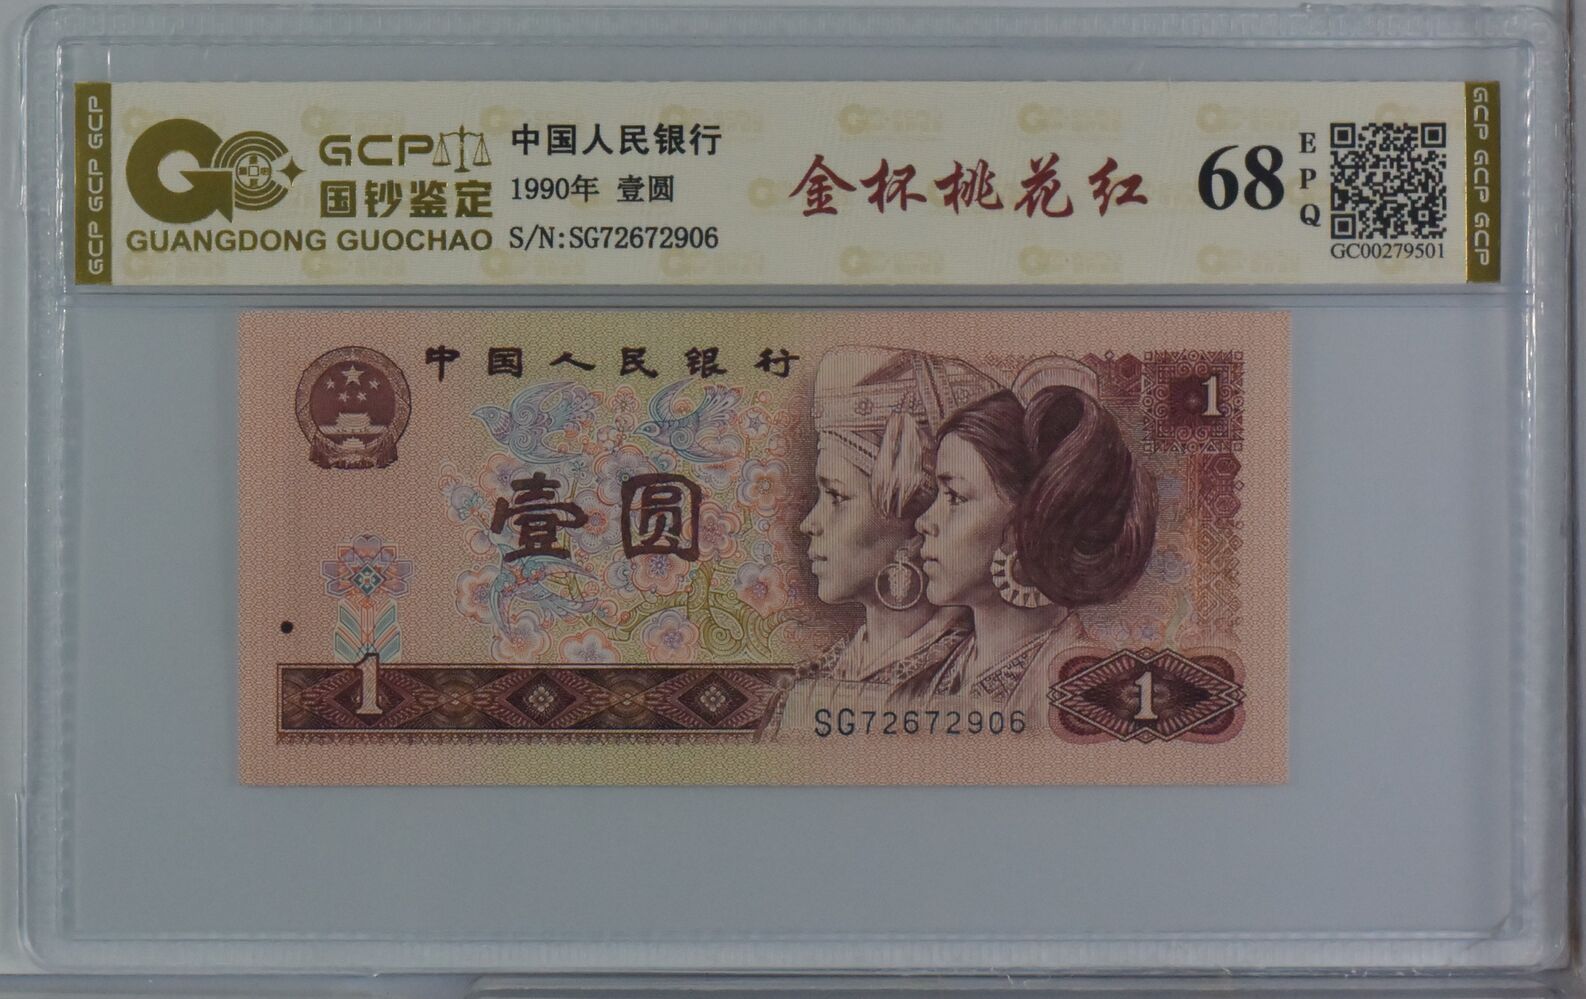 GCP GCP GCP
GCP
国钞鉴定
GUANGDONG GUOCHAO
中国人民银行
1990年 壹圆
S/N:SG72672906
金杯桃花红
68
EPQ
GC00279501
GCP GCP GCP
中国人民银行
1
壹圆
1
SG72672906
1